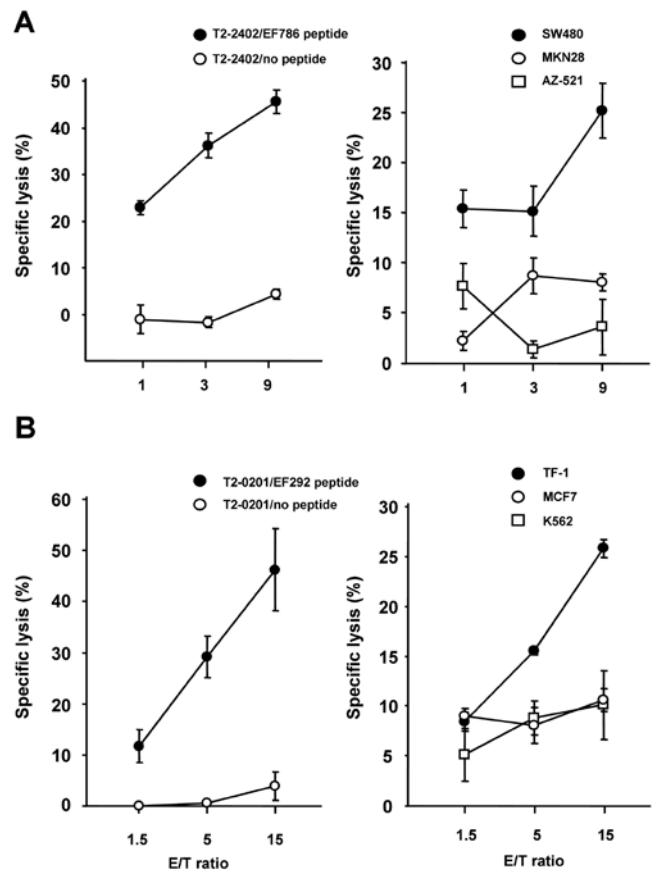 A
T2-2402/EF786 peptide
T2-2402/no peptide
Specific lysis (%)
50
40
30
20
10
0
1 3 9
SW480
MKN28
AZ-521
Specific lysis (%)
30
25
20
15
10
5
0
1 3 9
B
T2-0201/EF292 peptide
T2-0201/no peptide
Specific lysis (%)
60
50
40
30
20
10
0
1.5 5 15
E/T ratio
TF-1
MCF7
K562
Specific lysis (%)
30
25
20
15
10
5
0
1.5 5 15
E/T ratio